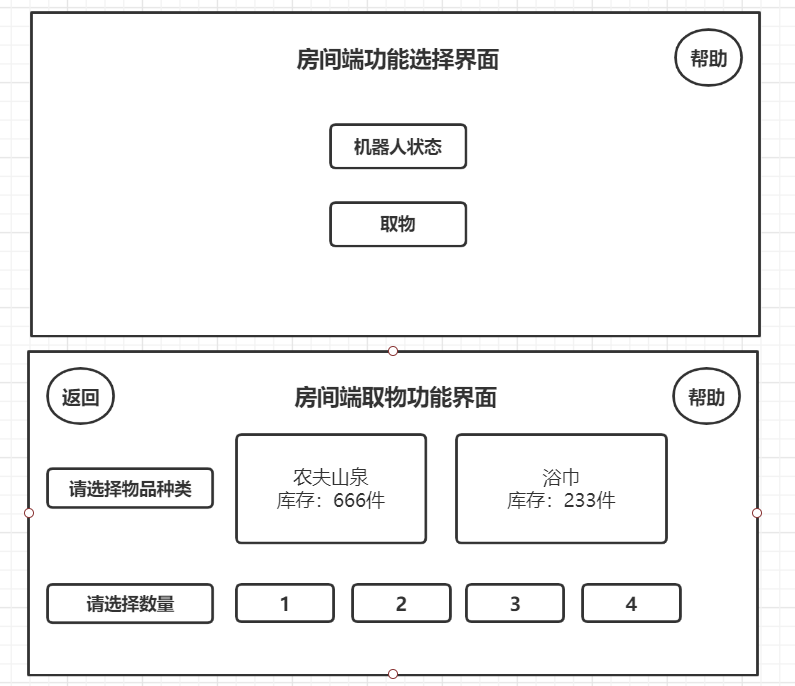 房间端功能选择界面
帮助
机器人状态
取物
返回
房间端取物功能界面
帮助
请选择物品种类
农夫山泉
库存：666件
浴巾
库存：233件
请选择数量
1
2
3
4